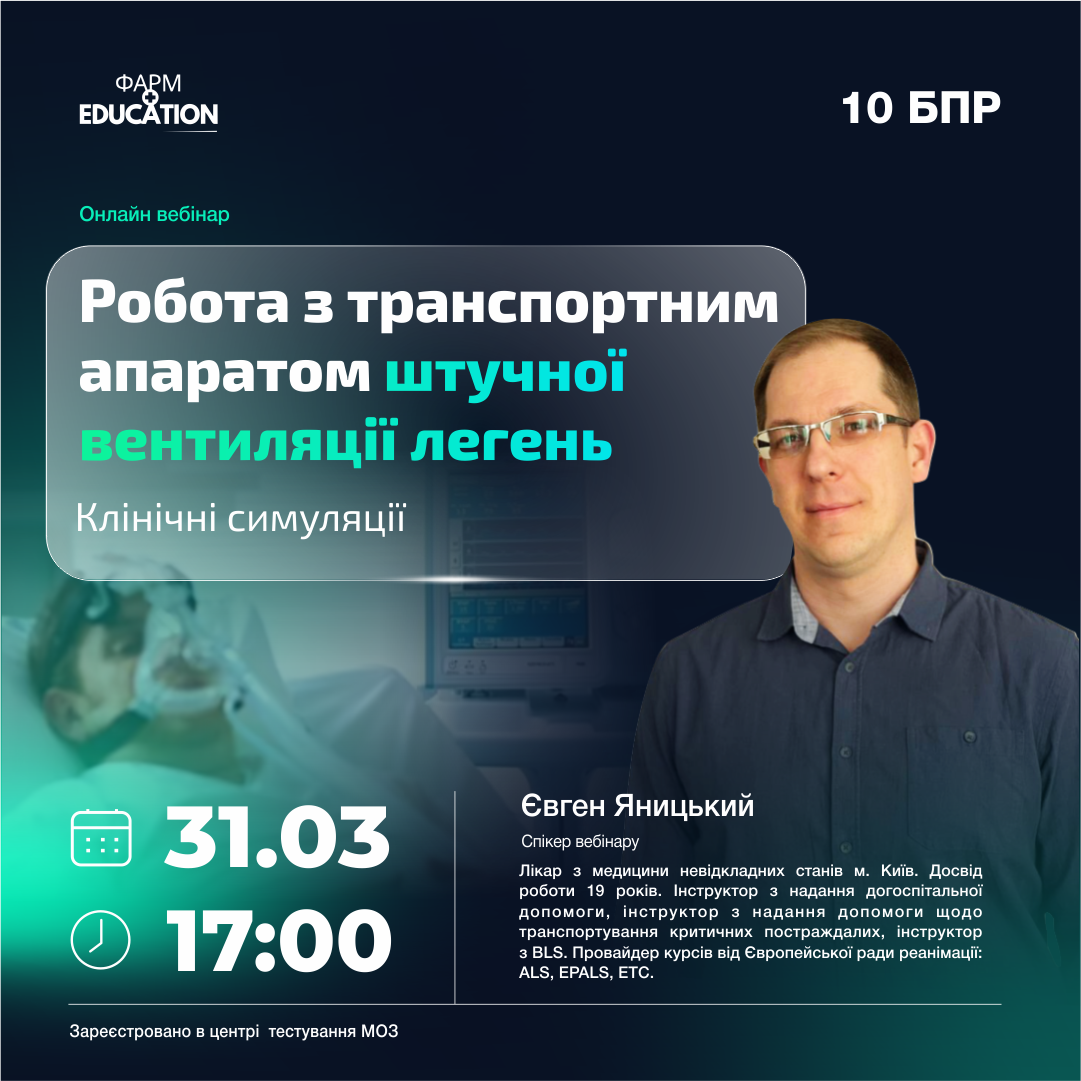 ФАРМ
EDUCATION
10 БПР
Онлайн вебінар
Робота з транспортним
апаратом штучної
вентиляції легень
Клінічні симуляції
31.03
17:00
Євген Яницький
Спікер вебінару
Лікар з медицини невідкладних станів м. Київ. Досвід
роботи 19 років. Інструктор з надання догоспітальної
допомоги, інструктор з надання допомоги щодо
транспортування критичних постраждалих, інструктор
з BLS. Провайдер курсів від Європейської ради реанімації:
ALS, EPALS, ETC.
Зареєстровано в центрі тестування МОЗ